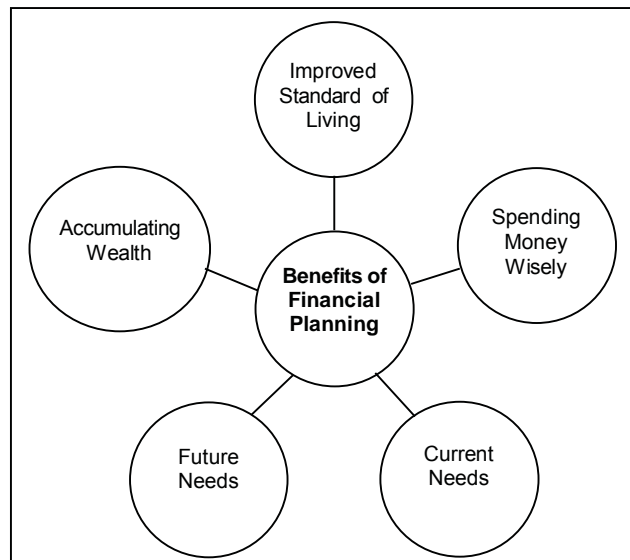 Improved
Standard of
Living
Accumulating
Wealth
Spending
Money
Wisely
Benefits of
Financial
Planning
Future
Needs
Current
Needs